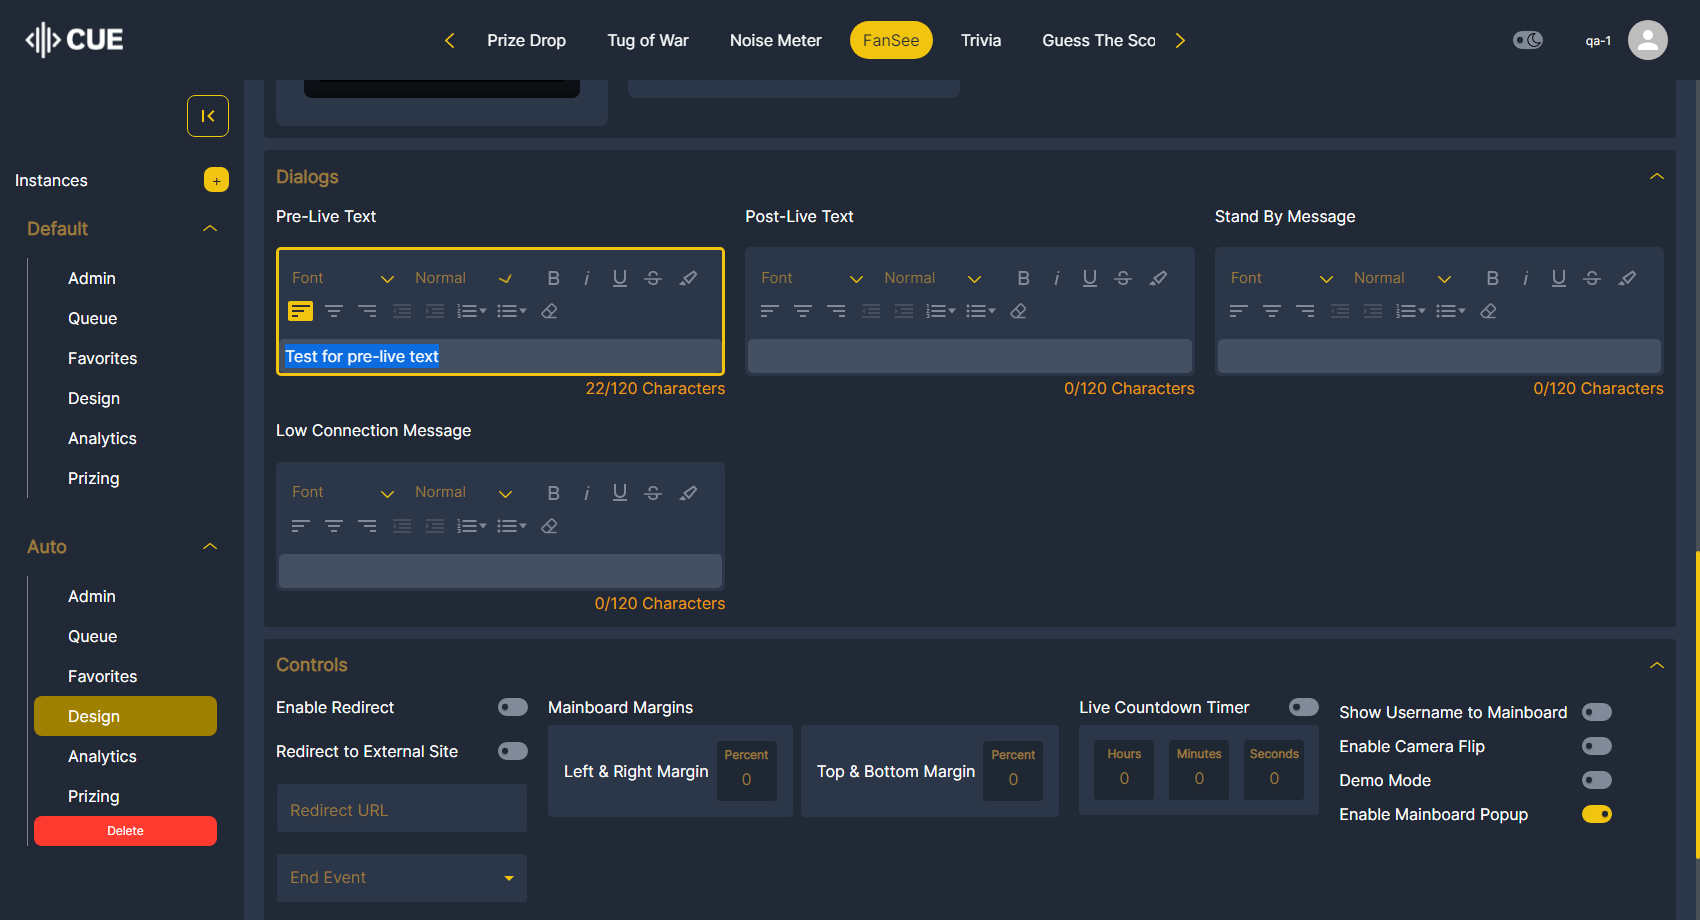 CUE
Prize Drop
Tug of War
Noise Meter
FanSee
Trivia
Guess The Sco
qa-1
Instances
+
Default
Admin
Queue
Favorites
Design
Analytics
Prizing
Auto
Admin
Queue
Favorites
Design
Analytics
Prizing
Delete
Dialogs
Pre-Live Text
Font
Normal
B i U S
Test for pre-live text
22/120 Characters
Post-Live Text
Font
Normal
B i U S
0/120 Characters
Stand By Message
Font
Normal
B i U S
0/120 Characters
Low Connection Message
Font
Normal
B i U S
0/120 Characters
Controls
Enable Redirect
Redirect to External Site
Redirect URL
End Event
Mainboard Margins
Left & Right Margin
Percent
0
Top & Bottom Margin
Percent
0
Live Countdown Timer
Hours
0
Minutes
0
Seconds
0
Show Username to Mainboard
Enable Camera Flip
Demo Mode
Enable Mainboard Popup